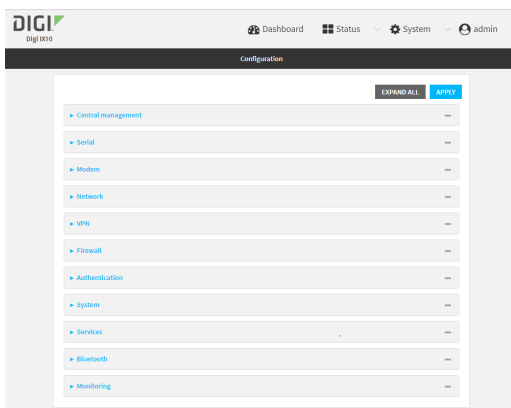 DIGI
Dashboard Status System admin
Digi IX10
Configuration
EXPAND ALL APPLY
Central management
Serial
Modem
Network
VPN
Firewall
Authentication
System
Services
Bluetooth
Monitoring